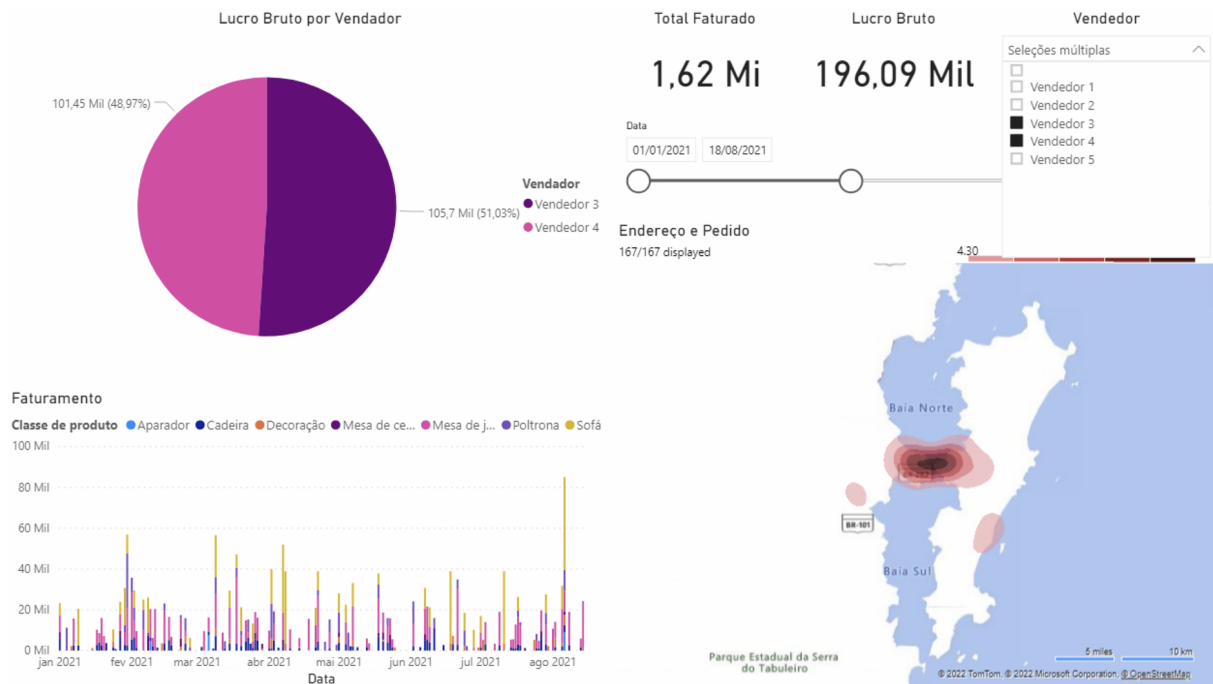 Lucro Bruto por Vendador
101,45 Mil (48,97%)
105,7 Mil (51,03%)
Vendador
Vendedor 3
Vendedor 4
Total Faturado
1,62 Mi
Lucro Bruto
196,09 Mil
Vendedor
Seleções múltiplas
Vendedor 1
Vendedor 2
Vendedor 3
Vendedor 4
Vendedor 5
Data
01/01/2021
18/08/2021
Endereço e Pedido
167/167 displayed
4.30
Baia Norte
BR-101
Baia Sul
Parque Estadual da Serra
do Tabuleiro
5 miles
10 km
© 2022 TomTom, © 2022 Microsoft Corporation, © OpenStreetMap
Faturamento
Classe de produto Aparador Cadeira Decoração Mesa de ce... Mesa de j... Poltrona Sofá
100 Mil
80 Mil
60 Mil
40 Mil
20 Mil
0 Mil
jan 2021 fev 2021 mar 2021 abr 2021 mai 2021 jun 2021 jul 2021 ago 2021
Data